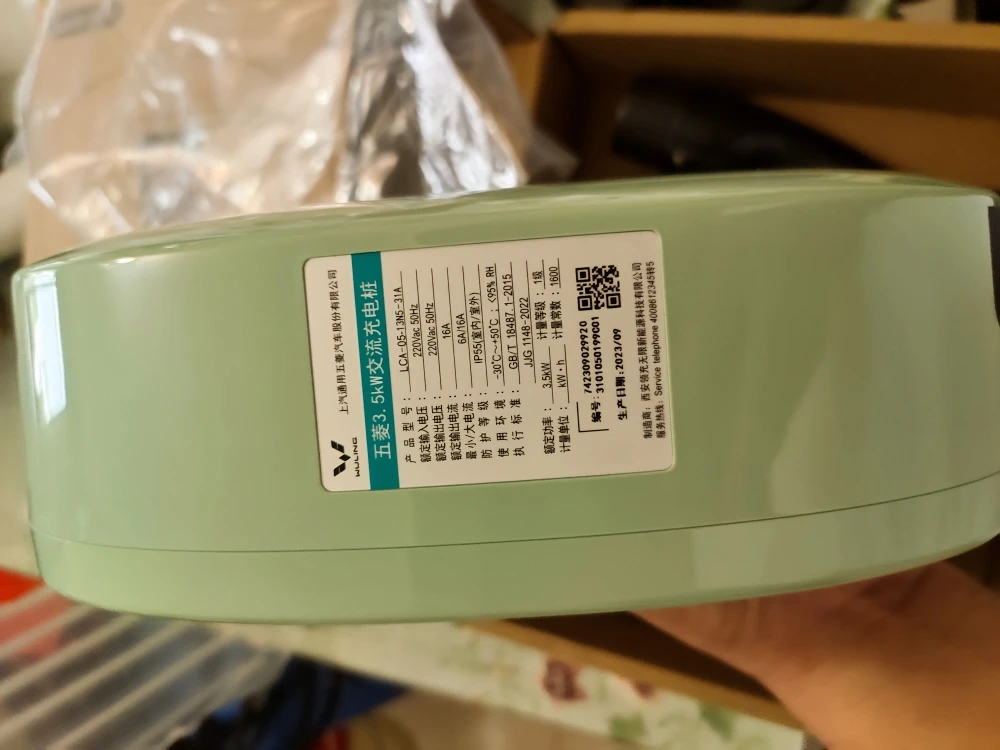 WULING
上汽通用五菱汽车股份有限公司
五菱3.5kW交流充电桩
产品型号: LCA-05-13N5-31A
额定输入电压: 220Vac 50Hz
额定输出电压: 220Vac 50Hz
额定输出电流: 16A
最小/大电流: 6A/16A
防护等级: IP55(室内/室外)
使用环境: -30℃~+50℃; <95% RH
执行标准: GB/T 18487.1-2015
JJG 1148-2022
额定功率: 3.5kW 计量等级: 1级
计量单位: kW·h 计量常数: 1600
742309029920
编号: 3101050199001
生产日期: 2023/09
制造商: 西安领充无限新能源科技有限公司
服务热线: Service telephone 4008612345转5